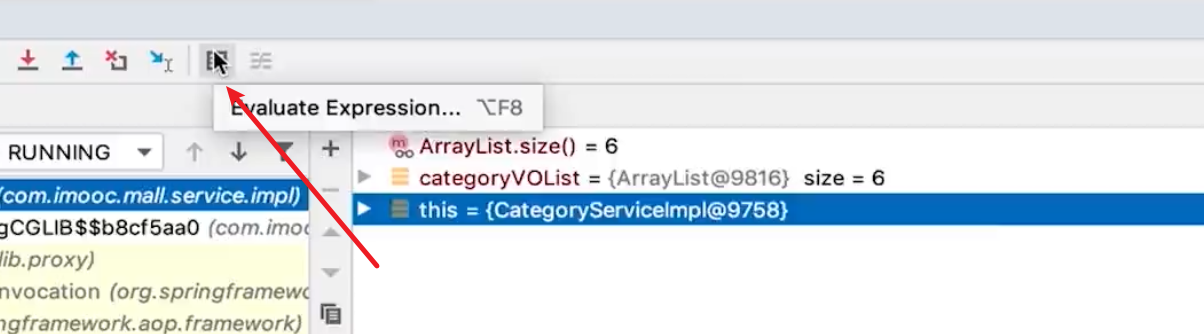 Evaluate Expression... ⌥F8
RUNNING
(com.imooc.mall.service.impl)
gCGLIB$$b8cf5aa0 (com.imoo
lib.proxy)
nvocation (org.springframewo
ngframework.aop.framework)
ArrayList.size() = 6
categoryVOList = {ArrayList@9816} size = 6
this = {CategoryServiceImpl@9758}